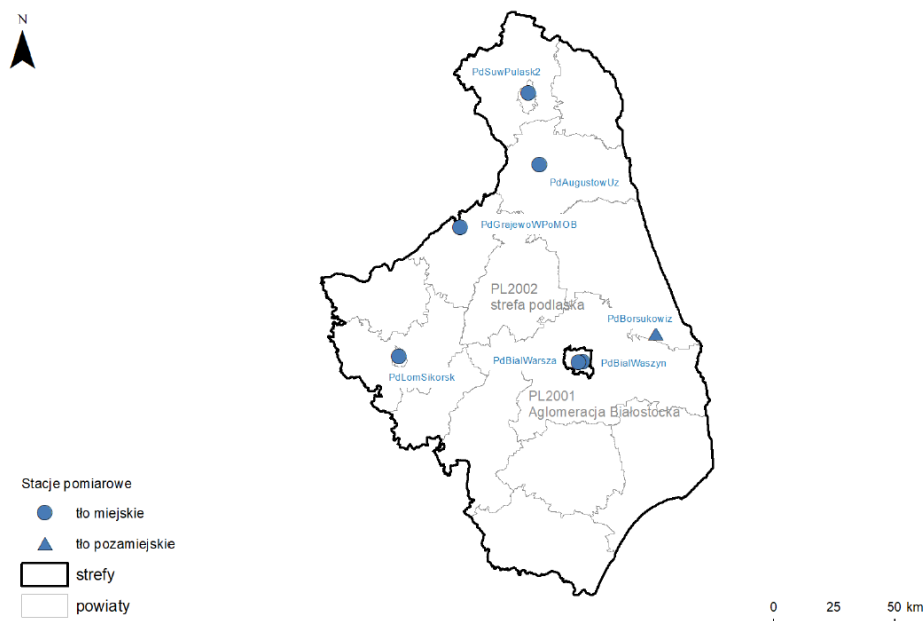 N
PdSuwPulask2
PdAugustowUz
PdGrajewoWPoMOB
PL2002
strefa podlaska
PdBorsukowiz
PdBialWarsza
PdBialWaszyn
PdLomSikorsk
PL2001
Aglomeracja Białostocka
Stacje pomiarowe
tło miejskie
tło pozamiejskie
strefy
powiaty
0 25 50 km